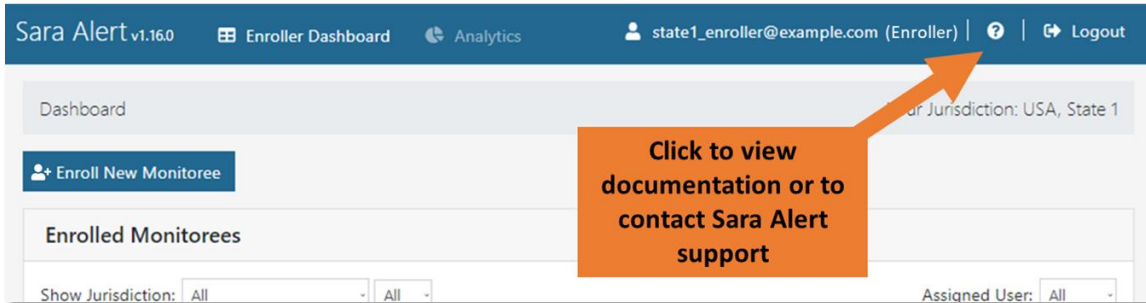 Sara Alert v1.16.0 Enroller Dashboard Analytics state1_enroller@example.com (Enroller) | ? | Logout
Dashboard
Jurisdiction: USA, State 1
Enroll New Monitoree
Click to view
documentation or to
contact Sara Alert
support
Enrolled Monitorees
Show Jurisdiction: All All Assigned User: All